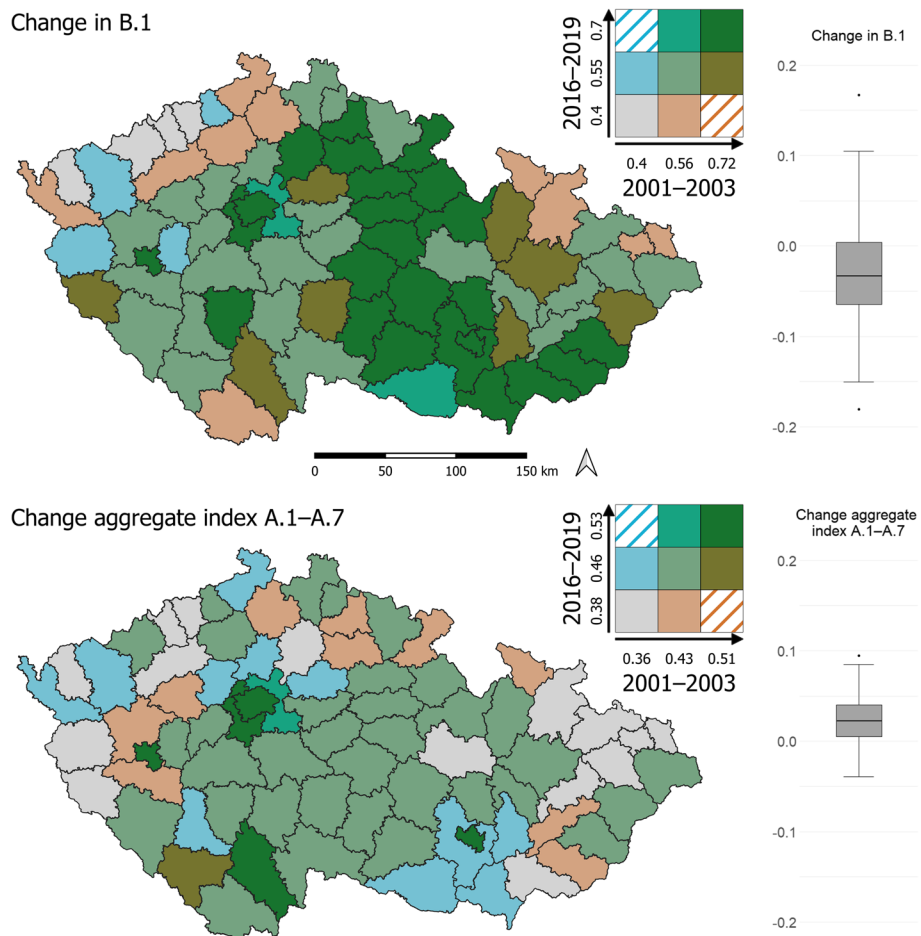 Change in B.1
2016–2019
0.7
0.55
0.4
0.4 0.56 0.72
2001–2003
Change in B.1
0.2
0.1
0.0
-0.1
-0.2
0 50 100 150 km
Change aggregate index A.1–A.7
2016–2019
0.53
0.46
0.38
0.36 0.43 0.51
2001–2003
Change aggregate
index A.1–A.7
0.2
0.1
0.0
-0.1
-0.2